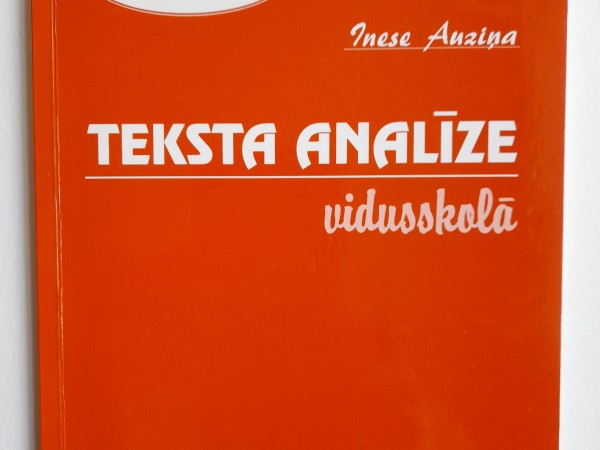 Inese Auziņa
TEKSTA ANALĪZE
vidusskolā